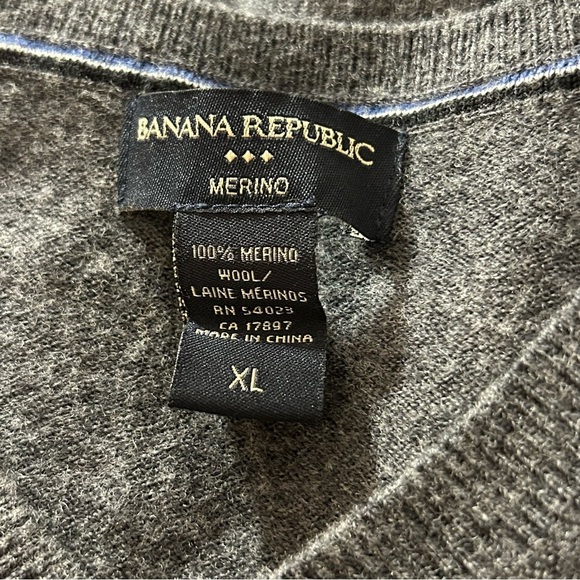 BANANA REPUBLIC
MERINO
100% MERINO
WOOL/
LAINE MÉRINOS
RN 54023
CA 17897
MADE IN CHINA
XL